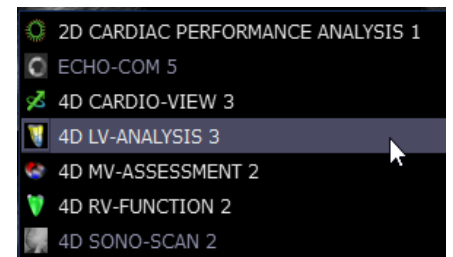 2D CARDIAC PERFORMANCE ANALYSIS 1
ECHO-COM 5
4D CARDIO-VIEW 3
4D LV-ANALYSIS 3
4D MV-ASSESSMENT 2
4D RV-FUNCTION 2
4D SONO-SCAN 2